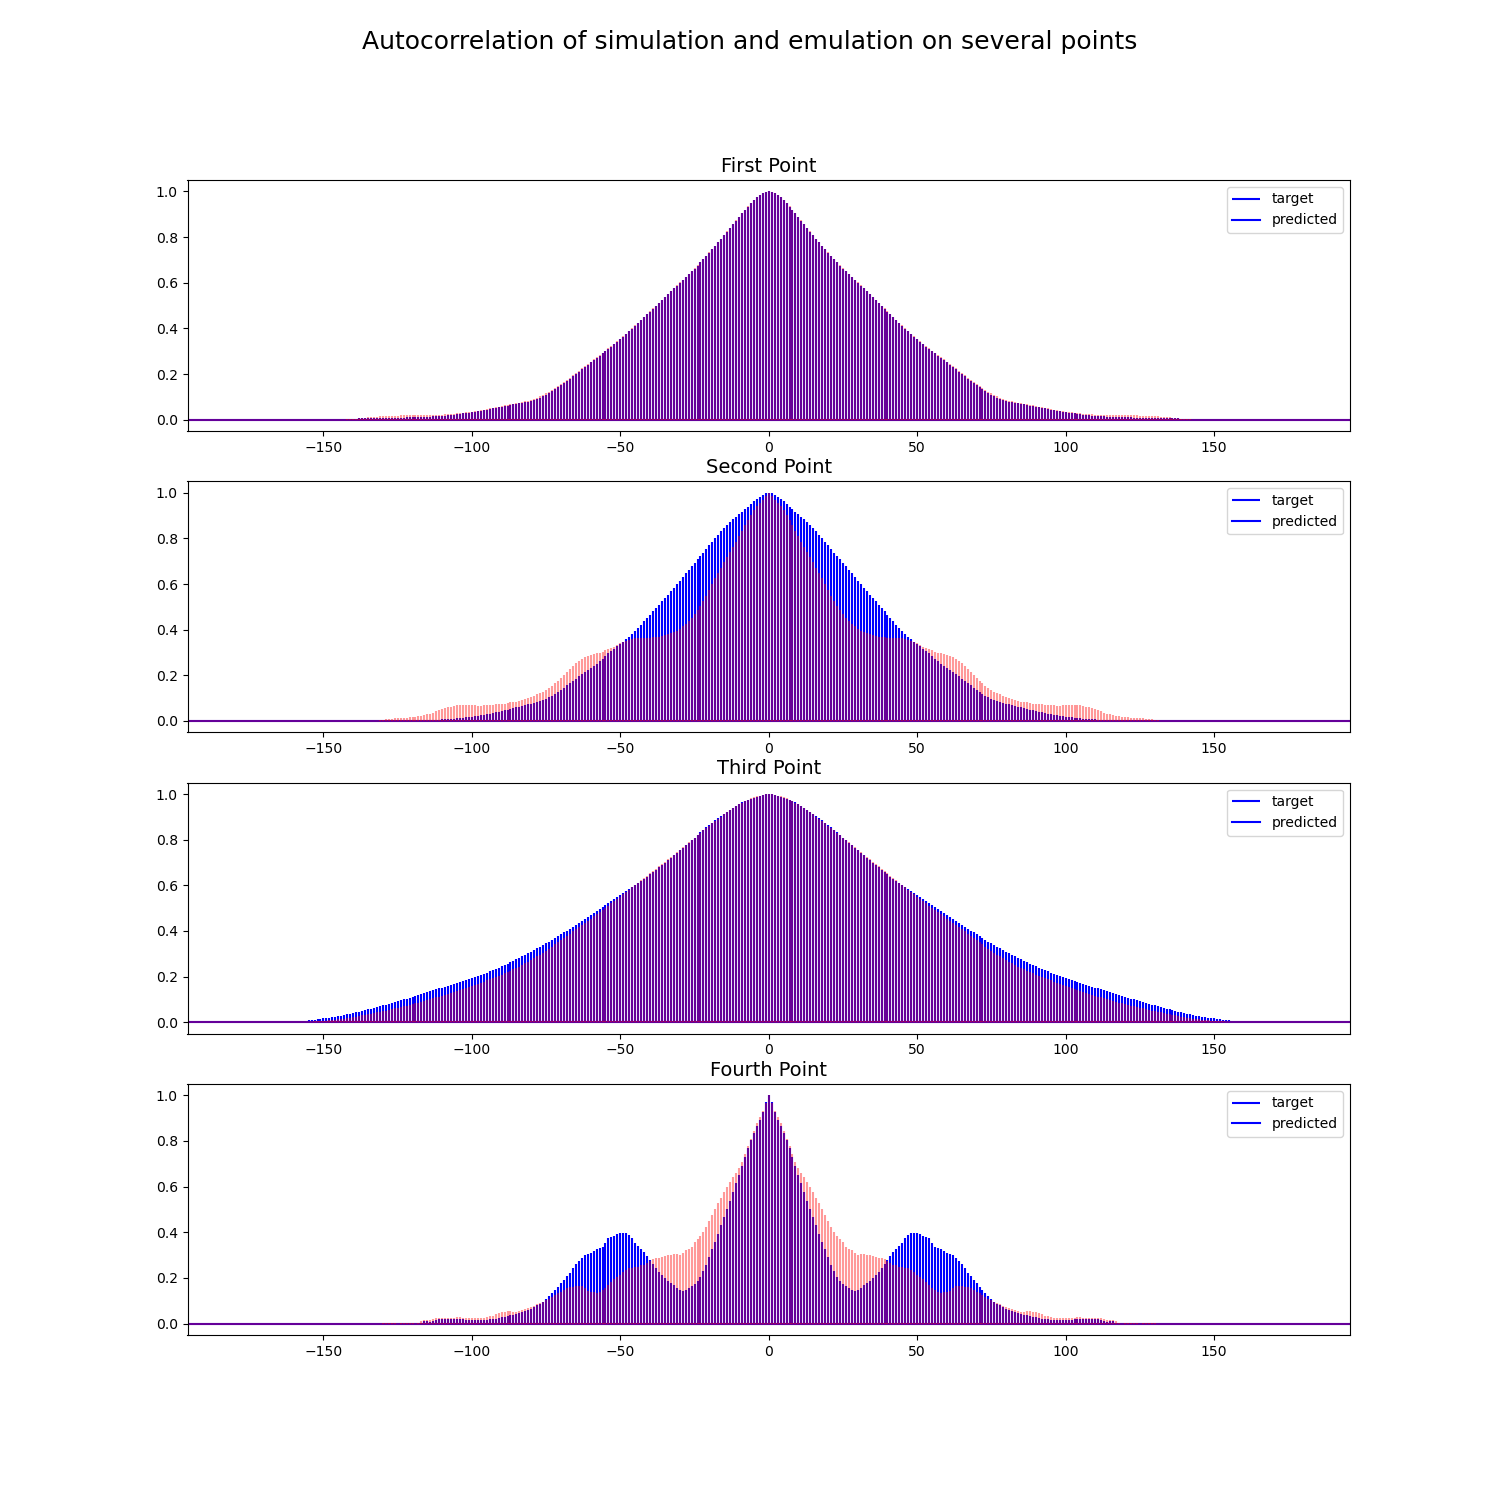 Autocorrelation of simulation and emulation on several points
First Point
1.0
0.8
0.6
0.4
0.2
0.0
target
predicted
−150 −100 −50 0 50 100 150
Second Point
1.0
0.8
0.6
0.4
0.2
0.0
target
predicted
−150 −100 −50 0 50 100 150
Third Point
1.0
0.8
0.6
0.4
0.2
0.0
target
predicted
−150 −100 −50 0 50 100 150
Fourth Point
1.0
0.8
0.6
0.4
0.2
0.0
target
predicted
−150 −100 −50 0 50 100 150